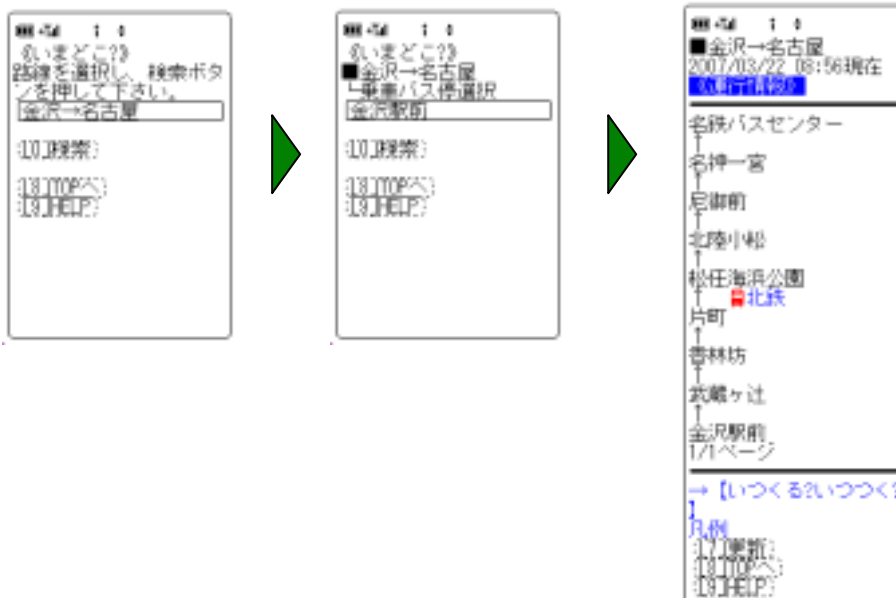 《いまどこ?》
路線を選択し、検索ボタ
ンを押して下さい。
金沢→名古屋
[0]検索
[8]TOPへ
[9]HELP
《いまどこ?》
■金沢→名古屋
└乗車バス停選択
金沢駅前
[0]検索
[8]TOPへ
[9]HELP
■金沢→名古屋
2007/03/22 08:56現在
《運行情報》
名鉄バスセンター
↑
名神一宮
↑
尼御前
↑
北陸小松
↑
松任海浜公園
↑ 北鉄
片町
↑
香林坊
↑
武蔵ヶ辻
↑
金沢駅前
1/1ページ
→【いつくる?いつつく?
】
凡例
[7]更新
[8]TOPへ
[9]HELP